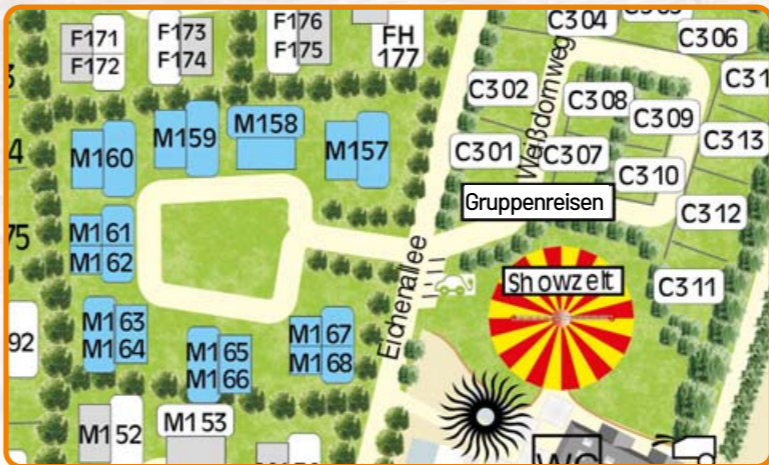 F171
F172
F173
F174
F176
F175
FH
177
C304
C306
C302
C308
C309
C313
C301
C307
C310
C312
C311
Weißdornweg
Gruppenreisen
M160
M159
M158
M157
M161
M162
M163
M164
M165
M166
M167
M168
Eichenallee
Showzelt
92
M152
M153
WC